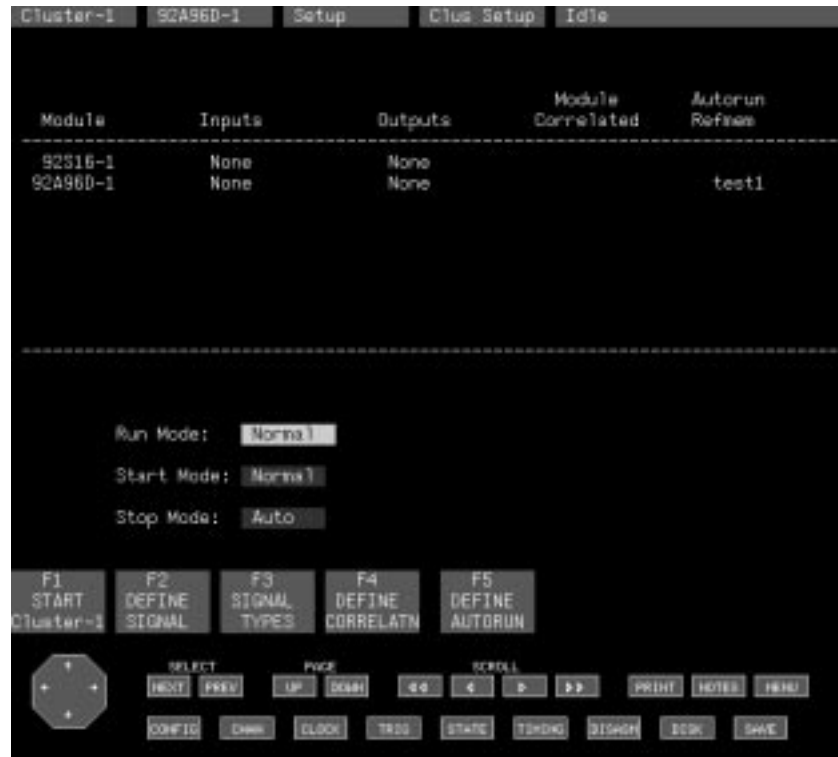 Cluster-1 92A96D-1 Setup Clus Setup Idle
Module Autorun
Module Inputs Outputs Correlated Refmem
92S16-1 None None
92A96D-1 None None test1
Run Mode: Normal
Start Mode: Normal
Stop Mode: Auto
F1 F2 F3 F4 F5
START DEFINE SIGNAL DEFINE DEFINE
Cluster-1 SIGNAL TYPES CORRELATN AUTORUN
SELECT PAGE SCROLL
NEXT PREV UP DOWN PRINT NOTES MENU
CONFIG CHAN CLOCK TRIG STATE TIMING DISASM DISK SAVE